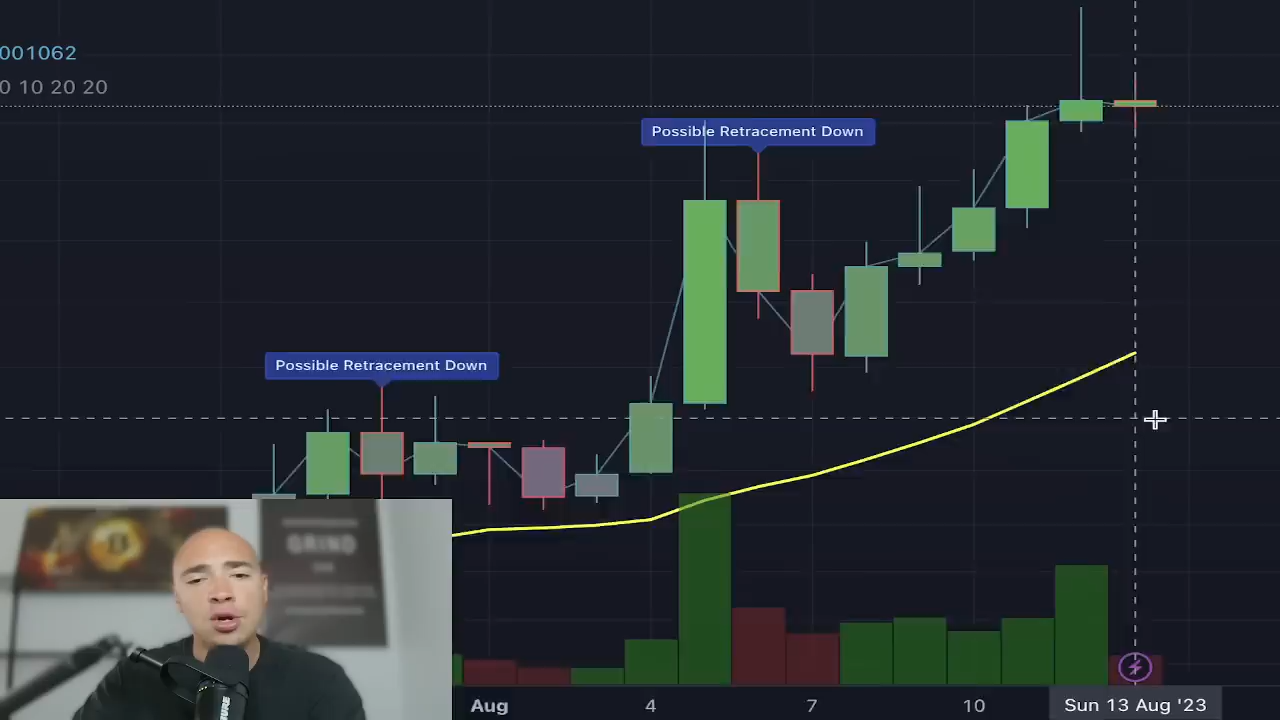 001062
0 10 20 20
Possible Retracement Down
Possible Retracement Down
GRIND
Aug
4
7
10
Sun 13 Aug '23